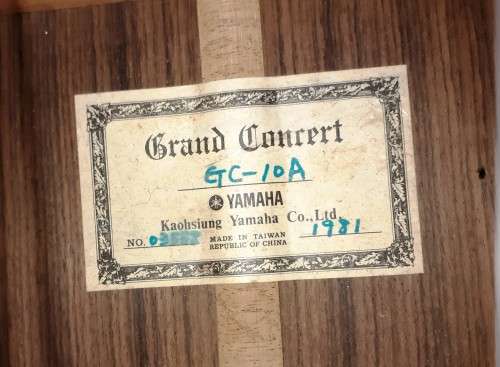 Grand Concert
GC-10A
YAMAHA
Kaohsiung Yamaha Co., Ltd.
1981
NO.
MADE IN TAIWAN
REPUBLIC OF CHINA